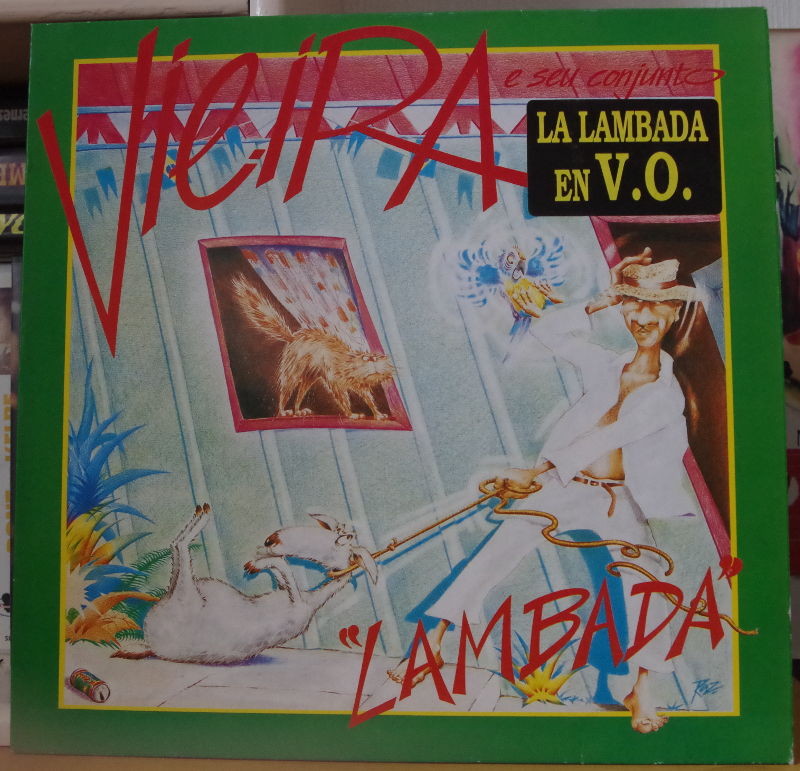 VIEIRA
e seu conjunto
LA LAMBADA
EN V.O.
"LAMBADA"